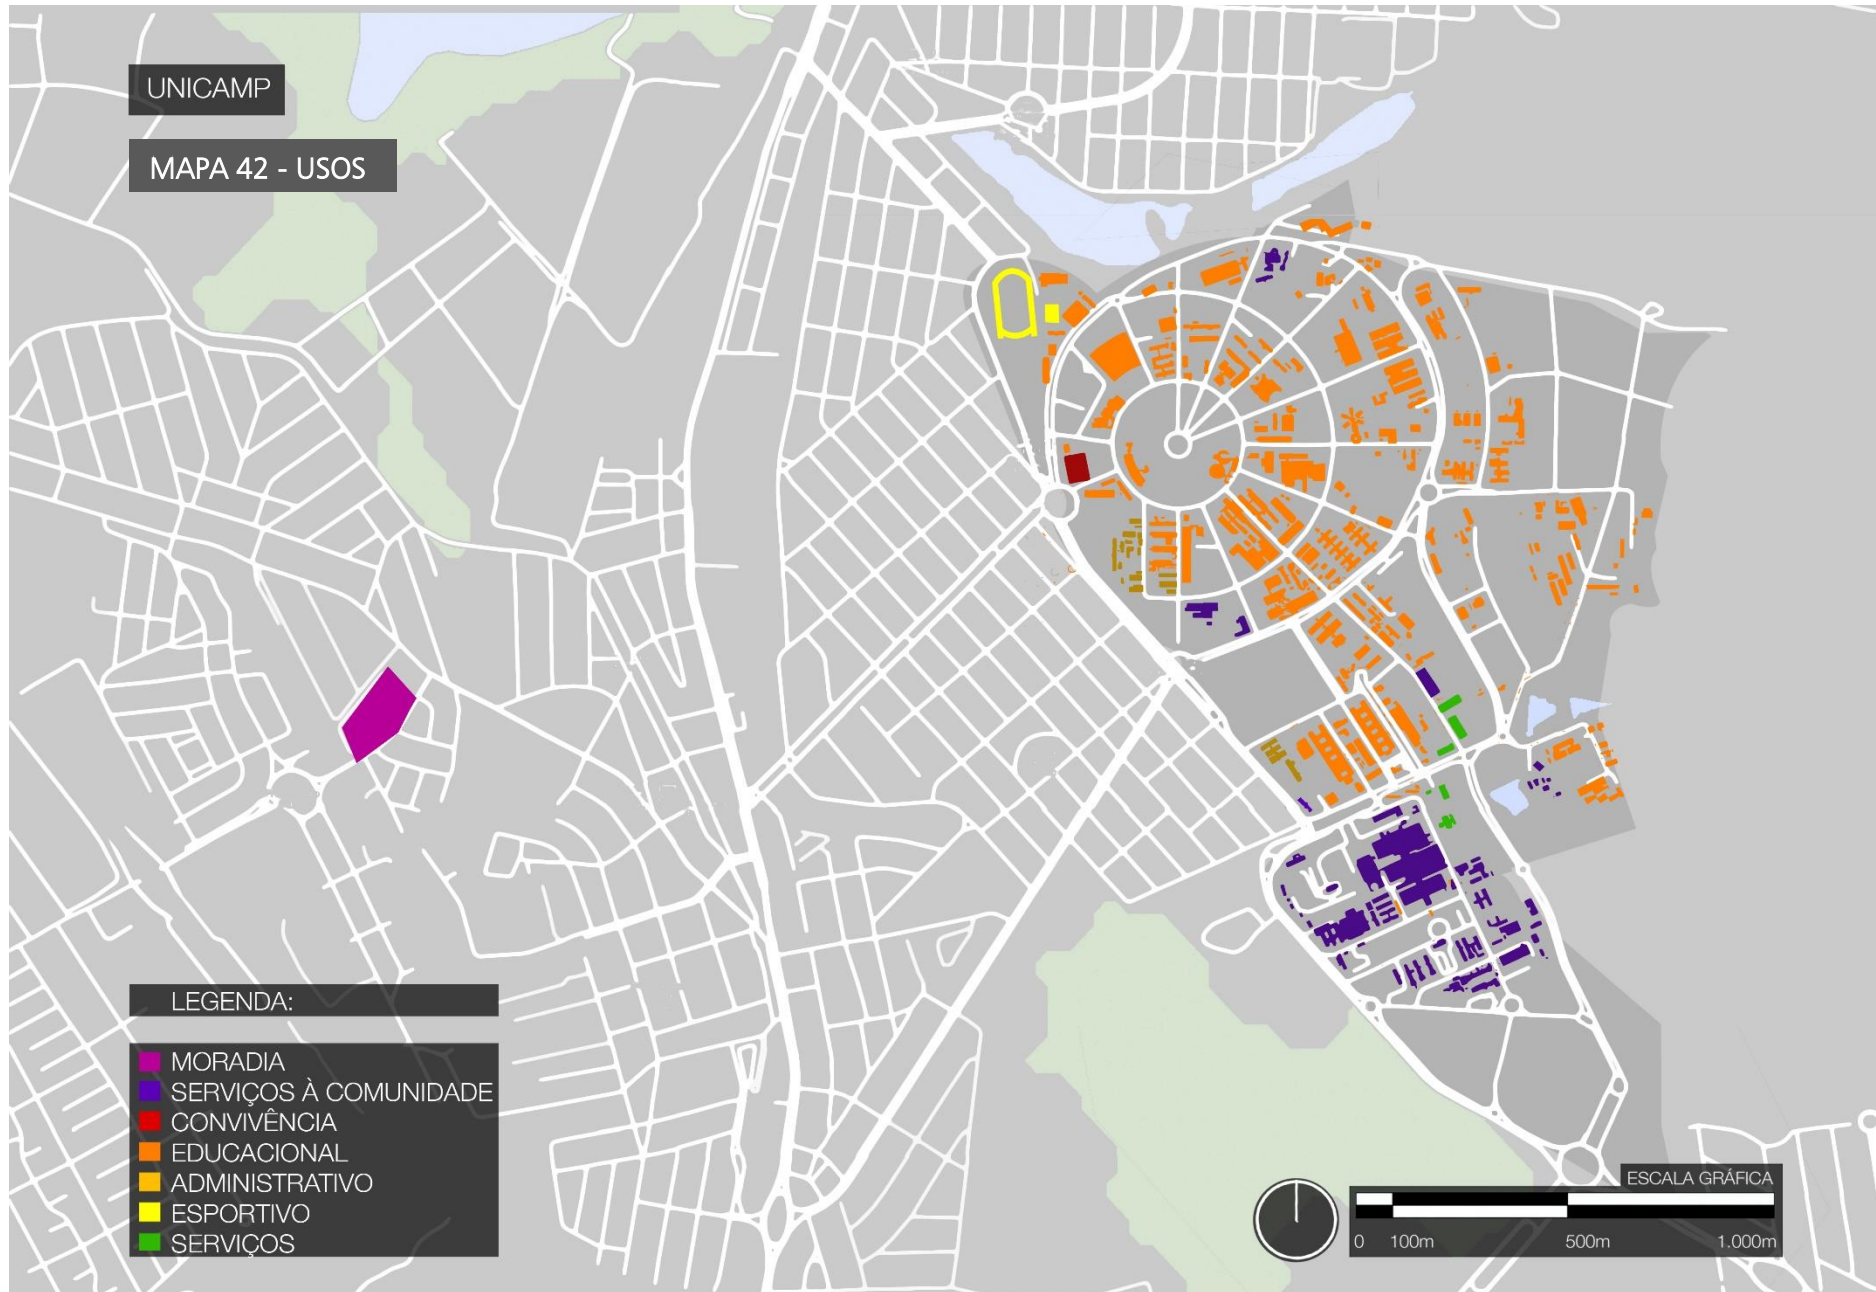 UNICAMP
MAPA 42 - USOS
LEGENDA:
MORADIA
SERVIÇOS À COMUNIDADE
CONVIVÊNCIA
EDUCACIONAL
ADMINISTRATIVO
ESPORTIVO
SERVIÇOS
ESCALA GRÁFICA
0 100m 500m 1.000m